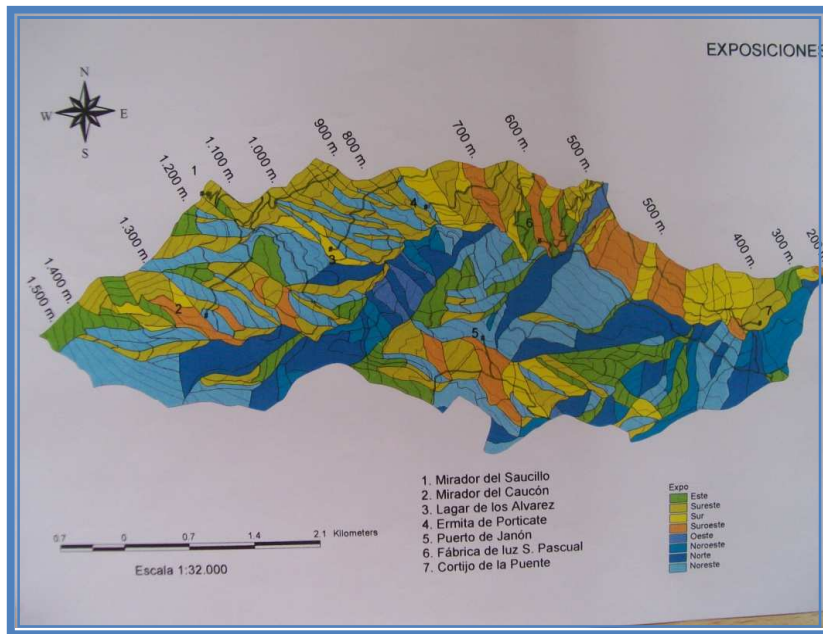 EXPOSICIONES
N
W E
S
1.500 m.
1.400 m.
1.300 m.
1.200 m.
1.100 m.
1.000 m.
900 m.
800 m.
700 m.
600 m.
500 m.
500 m.
400 m.
300 m.
1
2
3
4
5
6
7
1. Mirador del Saucillo
2. Mirador del Caucón
3. Lagar de los Alvarez
4. Ermita de Porticate
5. Puerto de Janón
6. Fábrica de luz S. Pascual
7. Cortijo de la Puente
0.7 0 0.7 1.4 2.1 Kilometers
Escala 1:32.000
Expo
Este
Sureste
Sur
Suroeste
Oeste
Noroeste
Norte
Noreste